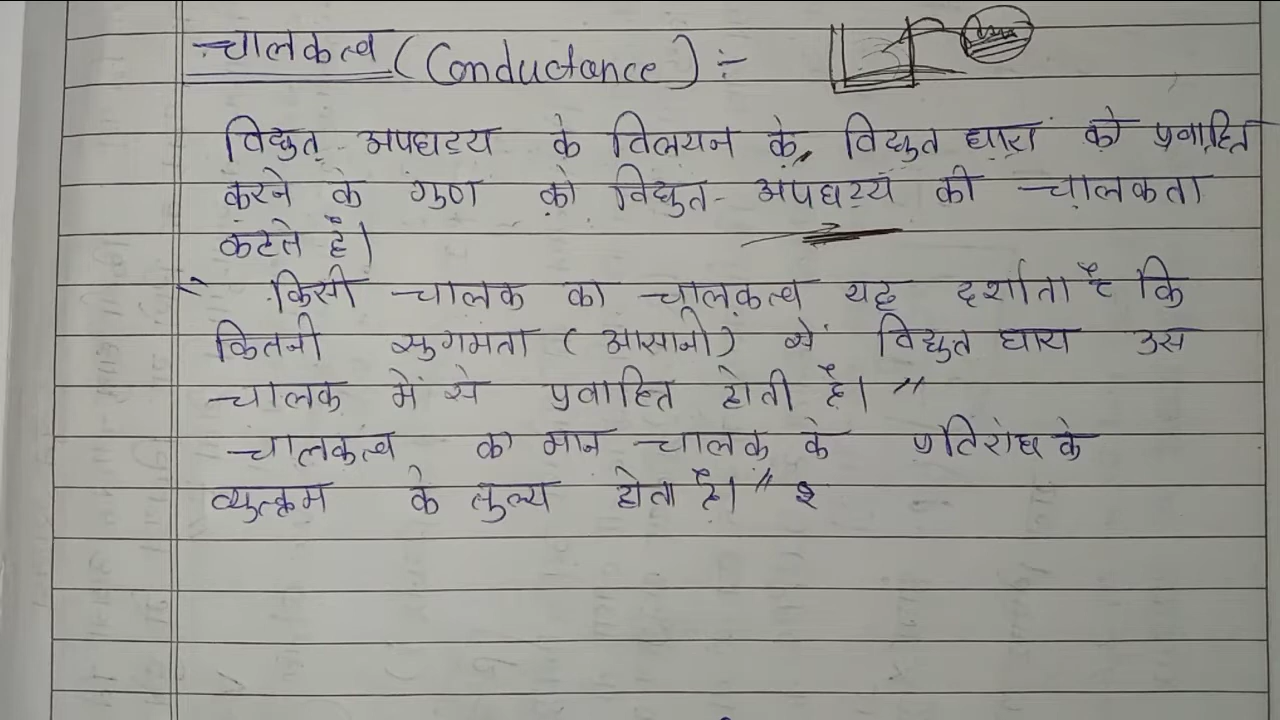 चालकत्व (Conductance) :-
विद्युत अपघट्य के विलयन के, विद्युत धारा को प्रवाहित
करने के गुण को विद्युत- अपघट्य की चालकता
कहते है।
"किसी चालक का चालकत्व यह दर्शाता है कि
कितनी सुगमता (आसानी) से विद्युत धारा उस
चालक में से प्रवाहित होती है। "
चालकत्व का मान चालक के प्रतिरोध के
व्युत्क्रम के तुल्य होता है। "